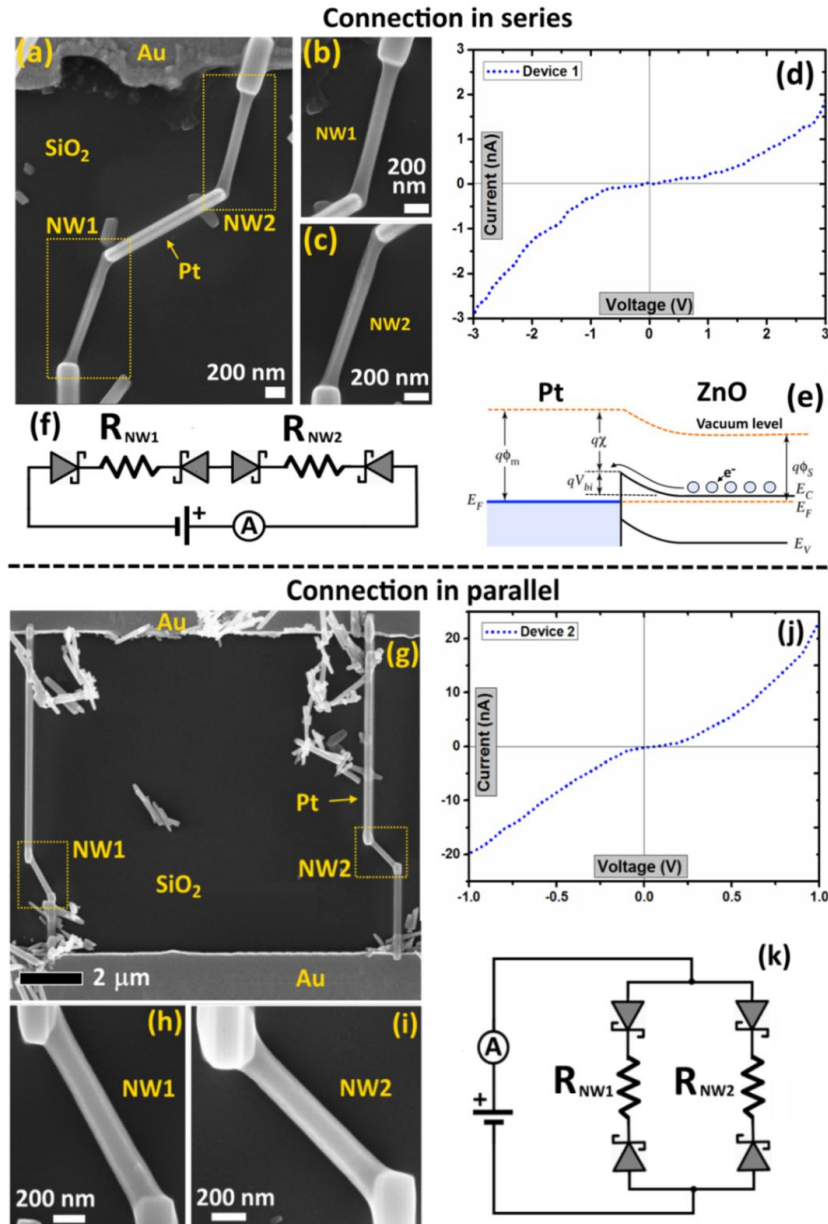 Connection in series
(a)
Au
SiO₂
NW1
NW2
Pt
200 nm
(b)
NW1
200
nm
(c)
NW2
200 nm
(d)
Device 1
Current (nA)
3
2
1
0
-1
-2
-3
Voltage (V)
-3 -2 -1 0 1 2 3
(e)
Pt ZnO
Vacuum level
qϕm
qχ
qVbi
qϕS
e⁻
EF
EC
EF
EV
(f)
RNW1 RNW2
+
A
Connection in parallel
Au
(g)
Pt
NW1
NW2
SiO₂
2 μm
Au
(h)
NW1
200 nm
(i)
NW2
200 nm
(j)
Device 2
Current (nA)
20
10
0
-10
-20
Voltage (V)
-1.0 -0.5 0.0 0.5 1.0
(k)
A
+
RNW1 RNW2